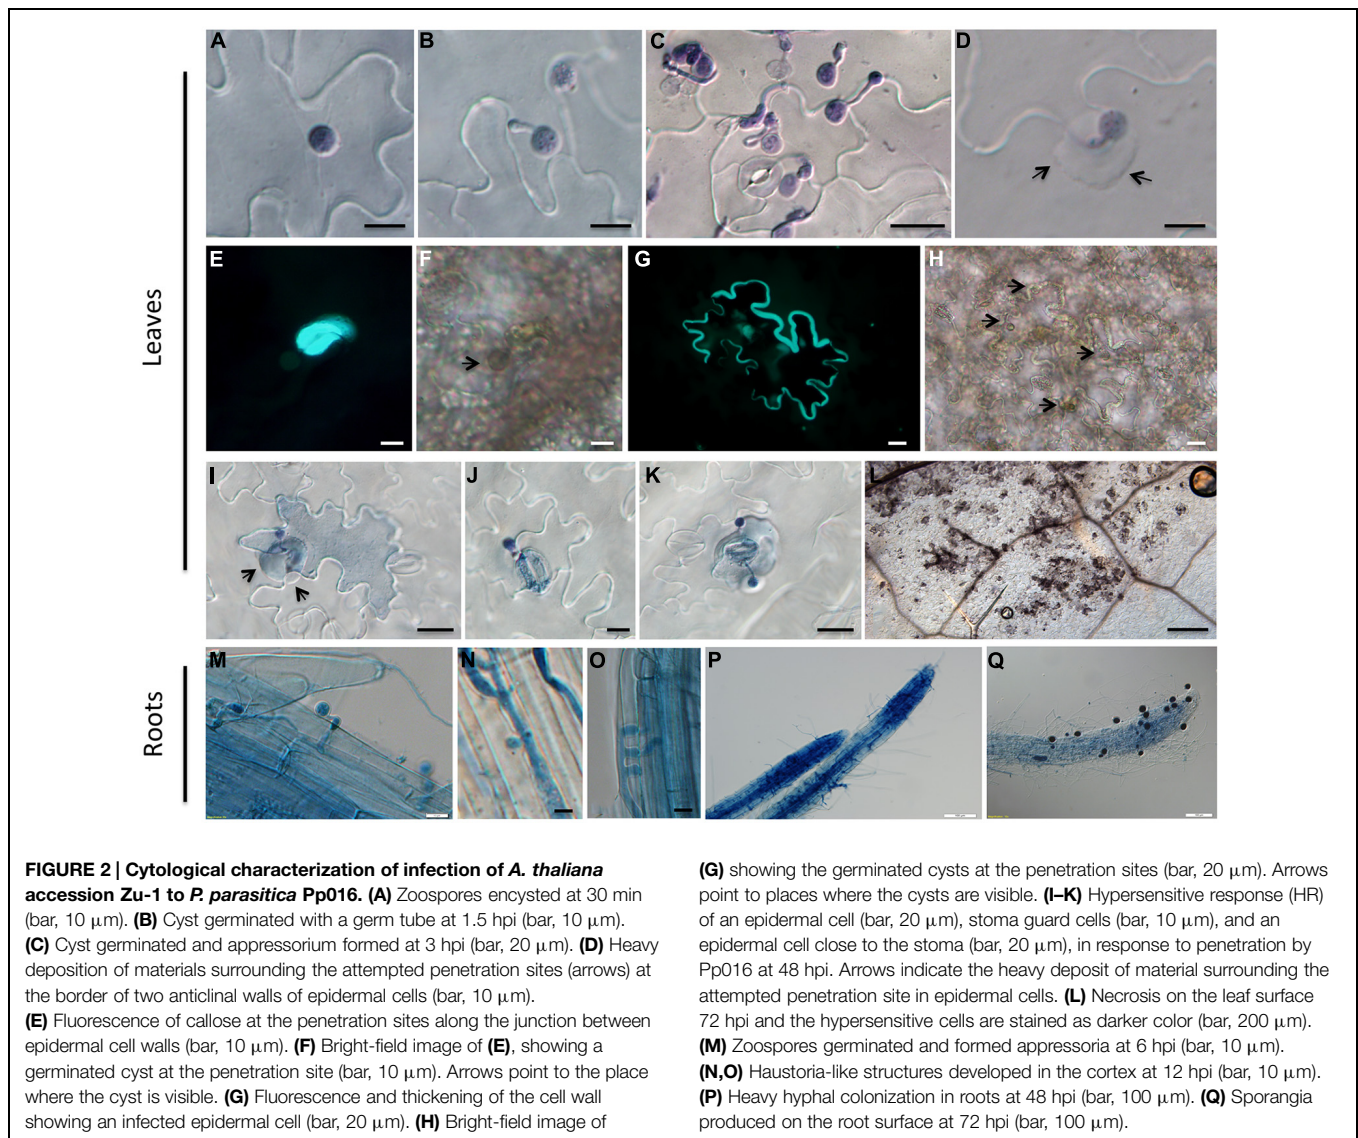 A
B
C
D
E
F
G
H
I
J
K
L
M
N
O
P
Q
Leaves
Roots
FIGURE 2 | Cytological characterization of infection of A. thaliana
accession Zu-1 to P. parasitica Pp016. (A) Zoospores encysted at 30 min
(bar, 10 μm). (B) Cyst germinated with a germ tube at 1.5 hpi (bar, 10 μm).
(C) Cyst germinated and appressorium formed at 3 hpi (bar, 20 μm). (D) Heavy
deposition of materials surrounding the attempted penetration sites (arrows) at
the border of two anticlinal walls of epidermal cells (bar, 10 μm).
(E) Fluorescence of callose at the penetration sites along the junction between
epidermal cell walls (bar, 10 μm). (F) Bright-field image of (E), showing a
germinated cyst at the penetration site (bar, 10 μm). Arrows point to the place
where the cyst is visible. (G) Fluorescence and thickening of the cell wall
showing an infected epidermal cell (bar, 20 μm). (H) Bright-field image of
(G) showing the germinated cysts at the penetration sites (bar, 20 μm). Arrows
point to places where the cysts are visible. (I–K) Hypersensitive response (HR)
of an epidermal cell (bar, 20 μm), stoma guard cells (bar, 10 μm), and an
epidermal cell close to the stoma (bar, 20 μm), in response to penetration by
Pp016 at 48 hpi. Arrows indicate the heavy deposit of material surrounding the
attempted penetration site in epidermal cells. (L) Necrosis on the leaf surface
72 hpi and the hypersensitive cells are stained as darker color (bar, 200 μm).
(M) Zoospores germinated and formed appressoria at 6 hpi (bar, 10 μm).
(N,O) Haustoria-like structures developed in the cortex at 12 hpi (bar, 10 μm).
(P) Heavy hyphal colonization in roots at 48 hpi (bar, 100 μm). (Q) Sporangia
produced on the root surface at 72 hpi (bar, 100 μm).